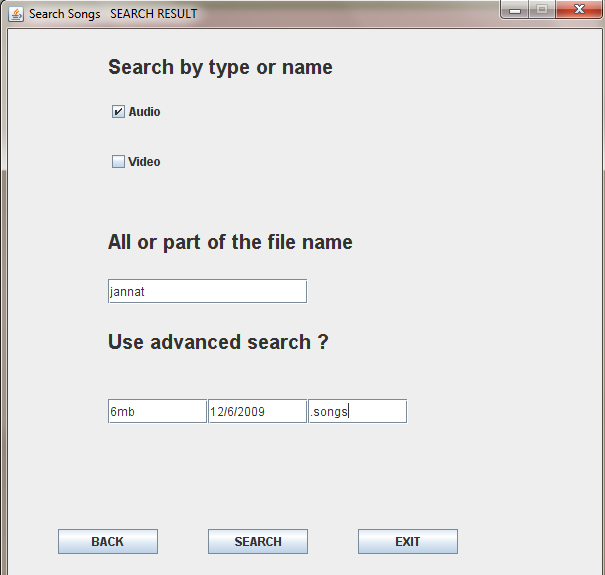 Search Songs   SEARCH RESULT
Search by type or name
Audio
Video
All or part of the file name
jannat
Use advanced search ?
6mb 12/6/2009 .songs
BACK SEARCH EXIT